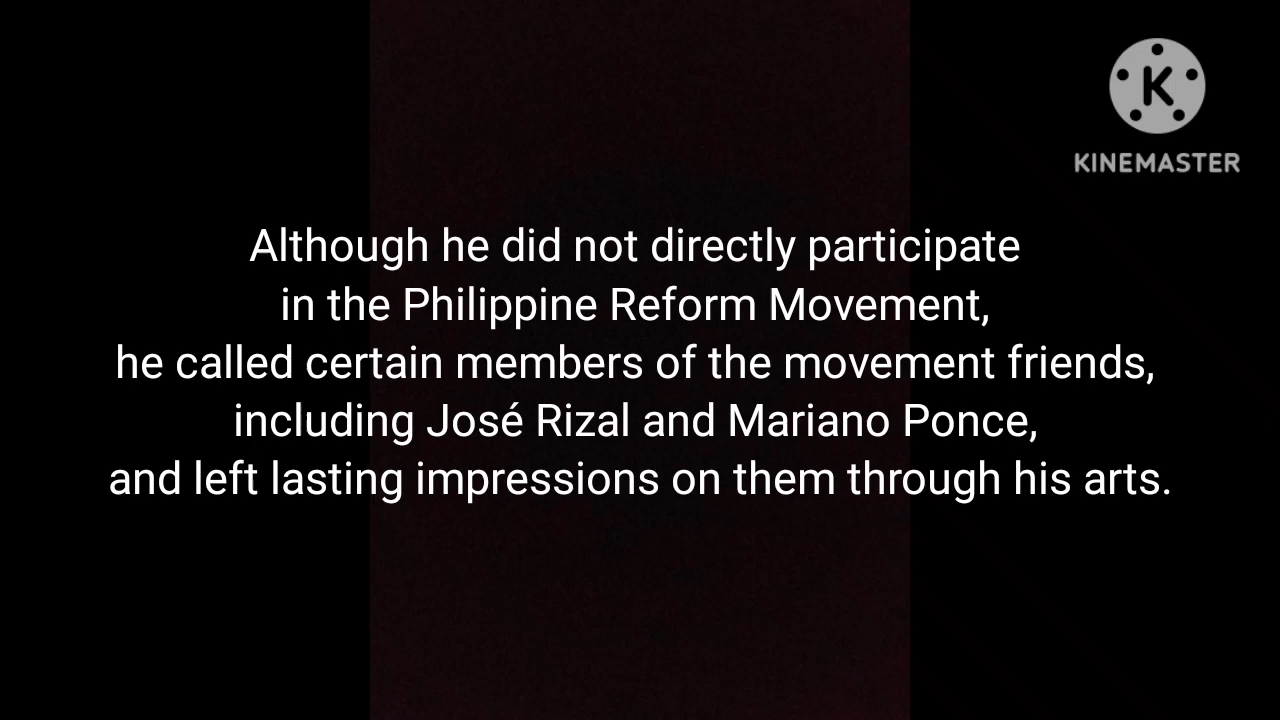 K
KINEMASTER
Although he did not directly participate
in the Philippine Reform Movement,
he called certain members of the movement friends,
including José Rizal and Mariano Ponce,
and left lasting impressions on them through his arts.